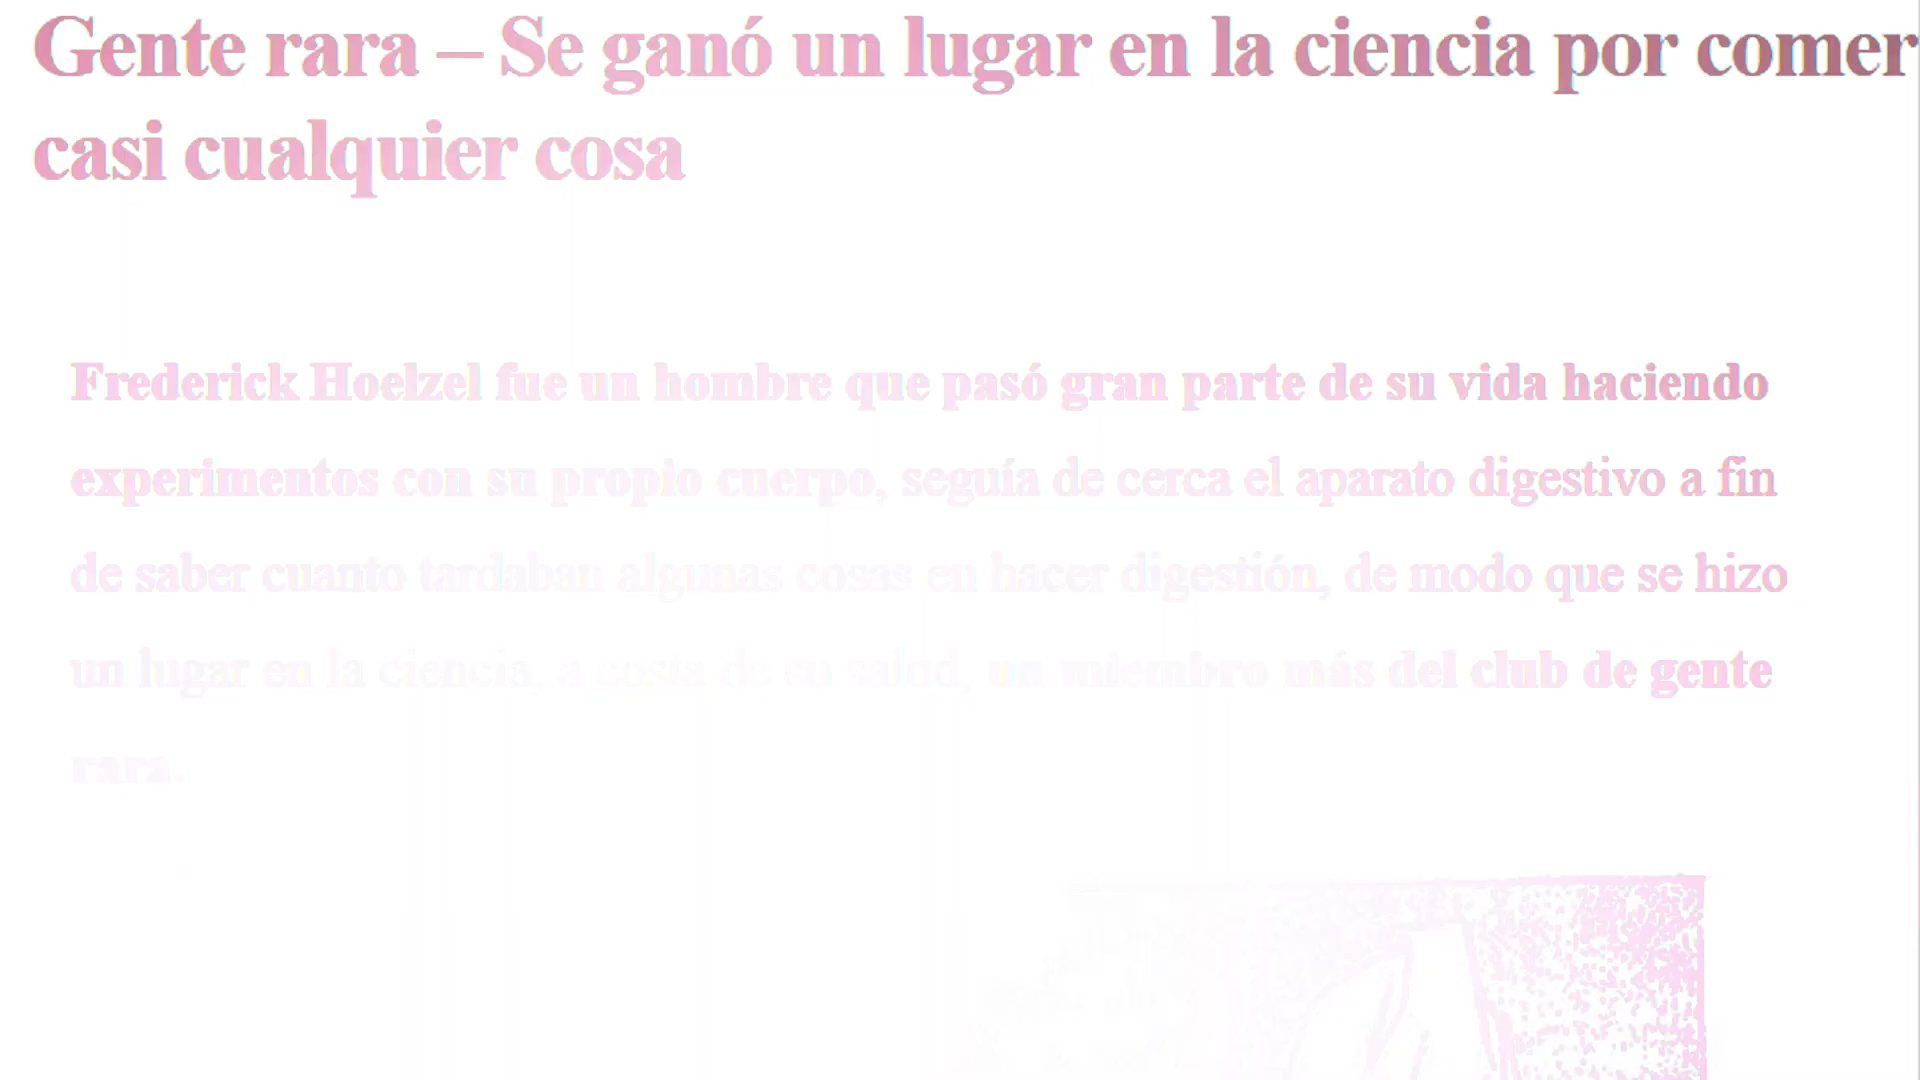 Gente rara – Se ganó un lugar en la ciencia por comer
casi cualquier cosa
Frederick Hoelzel fue un hombre que pasó gran parte de su vida haciendo
experimentos con su propio cuerpo, seguía de cerca el aparato digestivo a fin
de saber cuanto tardaban algunas cosas en hacer digestión, de modo que se hizo
un lugar en la ciencia, a costa de su salud, un miembro más del club de gente
rara.